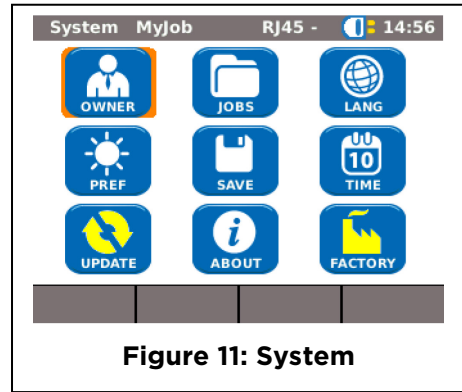 System MyJob RJ45 - 14:56
OWNER JOBS LANG
10
PREF SAVE TIME
i
UPDATE ABOUT FACTORY
Figure 11: System